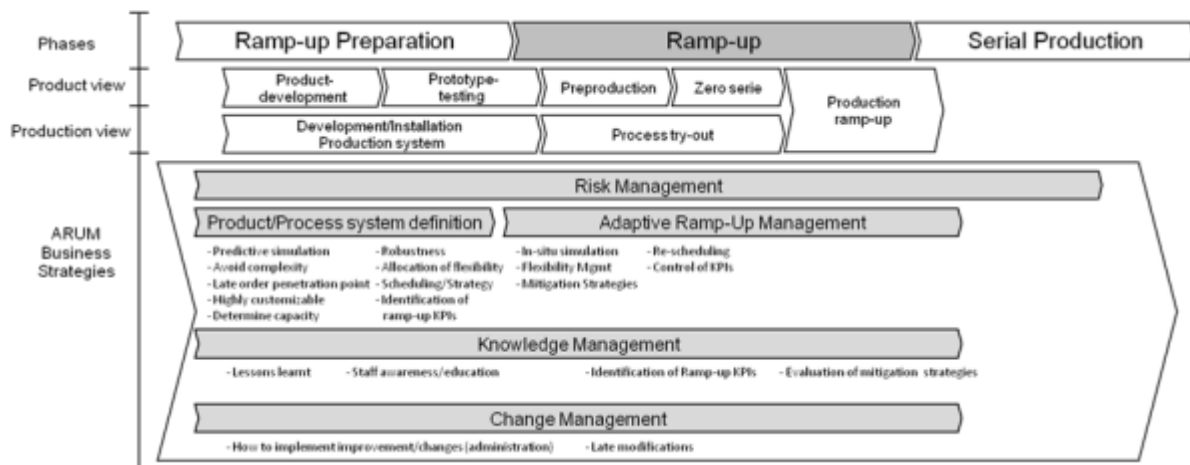 Phases
Ramp-up Preparation
Ramp-up
Serial Production
Product view
Product-
development
Prototype-
testing
Preproduction
Zero serie
Production
ramp-up
Production view
Development/Installation
Production system
Process try-out
ARUM
Business
Strategies
Risk Management
Product/Process system definition
Adaptive Ramp-Up Management
- Predictive simulation
- Avoid complexity
- Late order penetration point
- Highly customizable
- Determine capacity
- Robustness
- Allocation of flexibility
- Scheduling/Strategy
- Identification of
ramp-up KPIs
- In-situ simulation
- Flexibility Mgmt
- Mitigation Strategies
- Re-scheduling
- Control of KPIs
Knowledge Management
- Lessons learnt
- Staff awareness/education
- Identification of Ramp-up KPIs
- Evaluation of mitigation strategies
Change Management
- How to implement improvement/changes (administration)
- Late modifications